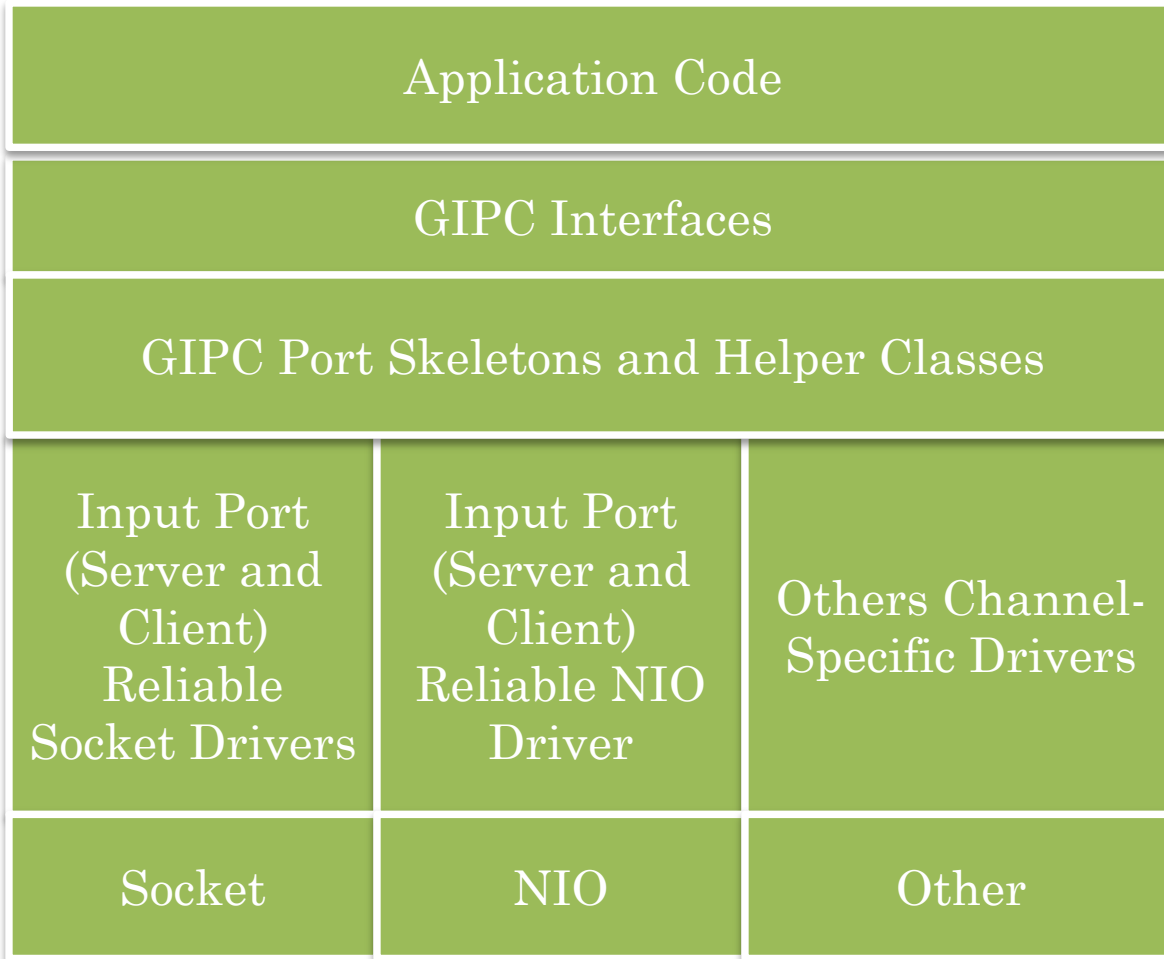 Application Code
GIPC Interfaces
GIPC Port Skeletons and Helper Classes
Input Port
(Server and
Client)
Reliable
Socket Drivers
Input Port
(Server and
Client)
Reliable NIO
Driver
Others Channel-
Specific Drivers
Socket
NIO
Other